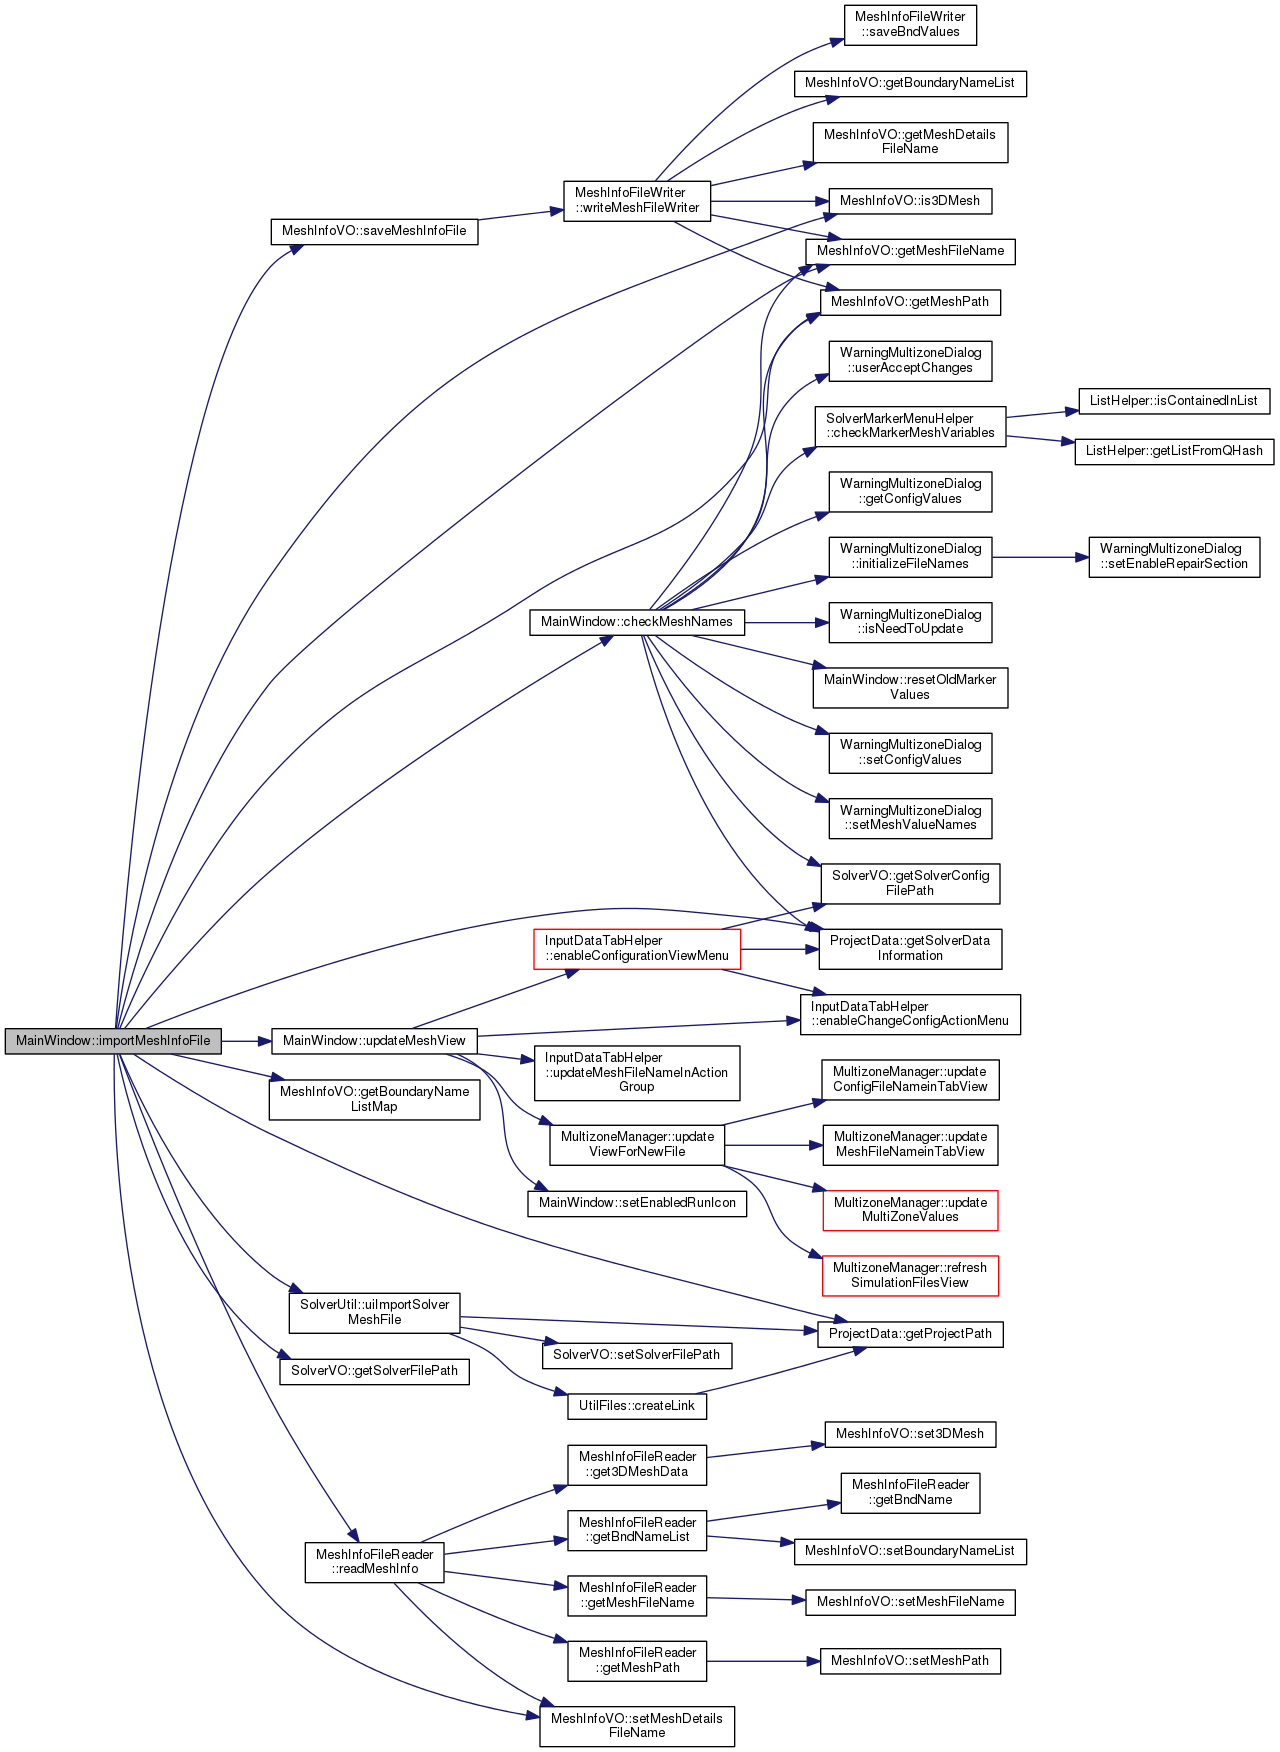 MeshInfoFileWriter
::saveBndValues
MeshInfoVO::getBoundaryNameList
MeshInfoVO::getMeshDetails
FileName
MeshInfoFileWriter
::writeMeshFileWriter
MeshInfoVO::is3DMesh
MeshInfoVO::saveMeshInfoFile
MeshInfoVO::getMeshFileName
MeshInfoVO::getMeshPath
WarningMultizoneDialog
::userAcceptChanges
ListHelper::isContainedInList
SolverMarkerMenuHelper
::checkMarkerMeshVariables
ListHelper::getListFromQHash
WarningMultizoneDialog
::getConfigValues
WarningMultizoneDialog
::initializeFileNames
WarningMultizoneDialog
::setEnableRepairSection
MainWindow::checkMeshNames
WarningMultizoneDialog
::isNeedToUpdate
MainWindow::resetOldMarker
Values
WarningMultizoneDialog
::setConfigValues
WarningMultizoneDialog
::setMeshValueNames
SolverVO::getSolverConfig
FilePath
InputDataTabHelper
::enableConfigurationViewMenu
ProjectData::getSolverData
Information
InputDataTabHelper
::enableChangeConfigActionMenu
MainWindow::importMeshInfoFile
MainWindow::updateMeshView
InputDataTabHelper
::updateMeshFileNameInAction
Group
MultizoneManager::update
ConfigFileNameinTabView
MeshInfoVO::getBoundaryName
ListMap
MultizoneManager::update
ViewForNewFile
MultizoneManager::update
MeshFileNameinTabView
MainWindow::setEnabledRunIcon
MultizoneManager::update
MultiZoneValues
MultizoneManager::refresh
SimulationFilesView
SolverUtil::uiImportSolver
MeshFile
ProjectData::getProjectPath
SolverVO::setSolverFilePath
SolverVO::getSolverFilePath
UtilFiles::createLink
MeshInfoVO::set3DMesh
MeshInfoFileReader
::get3DMeshData
MeshInfoFileReader
::getBndName
MeshInfoFileReader
::getBndNameList
MeshInfoVO::setBoundaryNameList
MeshInfoFileReader
::readMeshInfo
MeshInfoFileReader
::getMeshFileName
MeshInfoVO::setMeshFileName
MeshInfoFileReader
::getMeshPath
MeshInfoVO::setMeshPath
MeshInfoVO::setMeshDetails
FileName